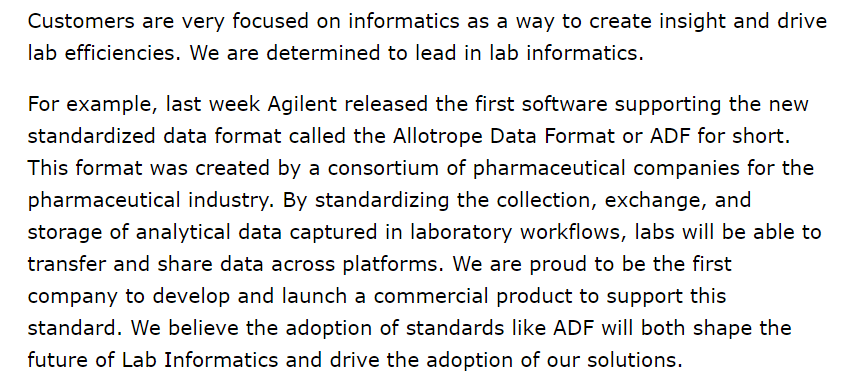 Customers are very focused on informatics as a way to create insight and drive
lab efficiencies. We are determined to lead in lab informatics.
For example, last week Agilent released the first software supporting the new
standardized data format called the Allotrope Data Format or ADF for short.
This format was created by a consortium of pharmaceutical companies for the
pharmaceutical industry. By standardizing the collection, exchange, and
storage of analytical data captured in laboratory workflows, labs will be able to
transfer and share data across platforms. We are proud to be the first
company to develop and launch a commercial product to support this
standard. We believe the adoption of standards like ADF will both shape the
future of Lab Informatics and drive the adoption of our solutions.